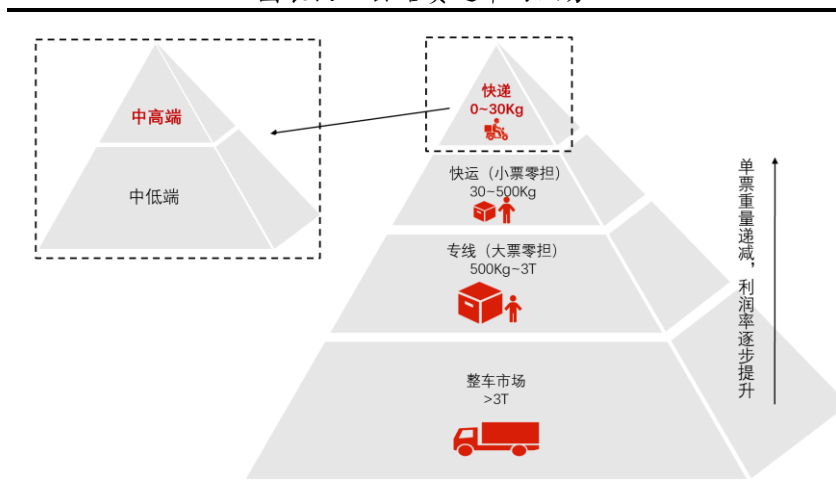 快递
0~30Kg
中高端
中低端
快运（小票零担）
30~500Kg
专线（大票零担）
500Kg~3T
整车市场
>3T
单票重量递减，利润率逐步提升